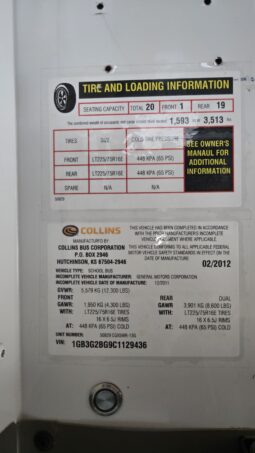 TIRE AND LOADING INFORMATION
SEATING CAPACITY TOTAL 20 FRONT 1 REAR 19
The combined weight of occupants and cargo should never exceed 1,593 3,513 lbs.
TIRES SIZE COLD TIRE PRESSURE
FRONT LT225/75R16E 448 KPA (65 PSI)
REAR LT225/75R16E 448 KPA (65 PSI)
SPARE N/A N/A
SEE OWNER'S
MANAUL FOR
ADDITIONAL
INFORMATION
COLLINS
MANUFACTURED BY
COLLINS BUS CORPORATION
P.O. BOX 2946
HUTCHINSON, KS 67504-2946
THIS VEHICLE HAS BEEN COMPLETED IN ACCORDANCE
WITH THE PRIOR MANUFACTURERS INCOMPLETE
VEHICLE DOCUMENT WHERE APPLICABLE.
THIS VEHICLE CONFORMS TO ALL APPLICABLE FEDERAL
MOTOR VEHICLE SAFETY STANDARDS IN EFFECT ON THE
DATE OF MANUFACTURE IN
02/2012
VEHICLE TYPE: SCHOOL BUS
INCOMPLETE VEHICLE MANUFACTURER: GENERAL MOTORS CORPORATION
INCOMPLETE VEHICLE DATE OF MANUFACTURE 12/2011
GVWR: 5,579 KG (12,300 LBS)
FRONT REAR DUAL
GAWR: 1,950 KG (4,300 LBS) GAWR: 3,901 KG (8,600 LBS)
WITH: LT225/75R16E TIRES WITH: LT225/75R16E TIRES
16 X 6.5J RIMS 16 X 6.5J RIMS
AT: 448 KPA (65 PSI) COLD AT: 448 KPA (65 PSI) COLD
VIN: 1GB3G2BG9C1129436